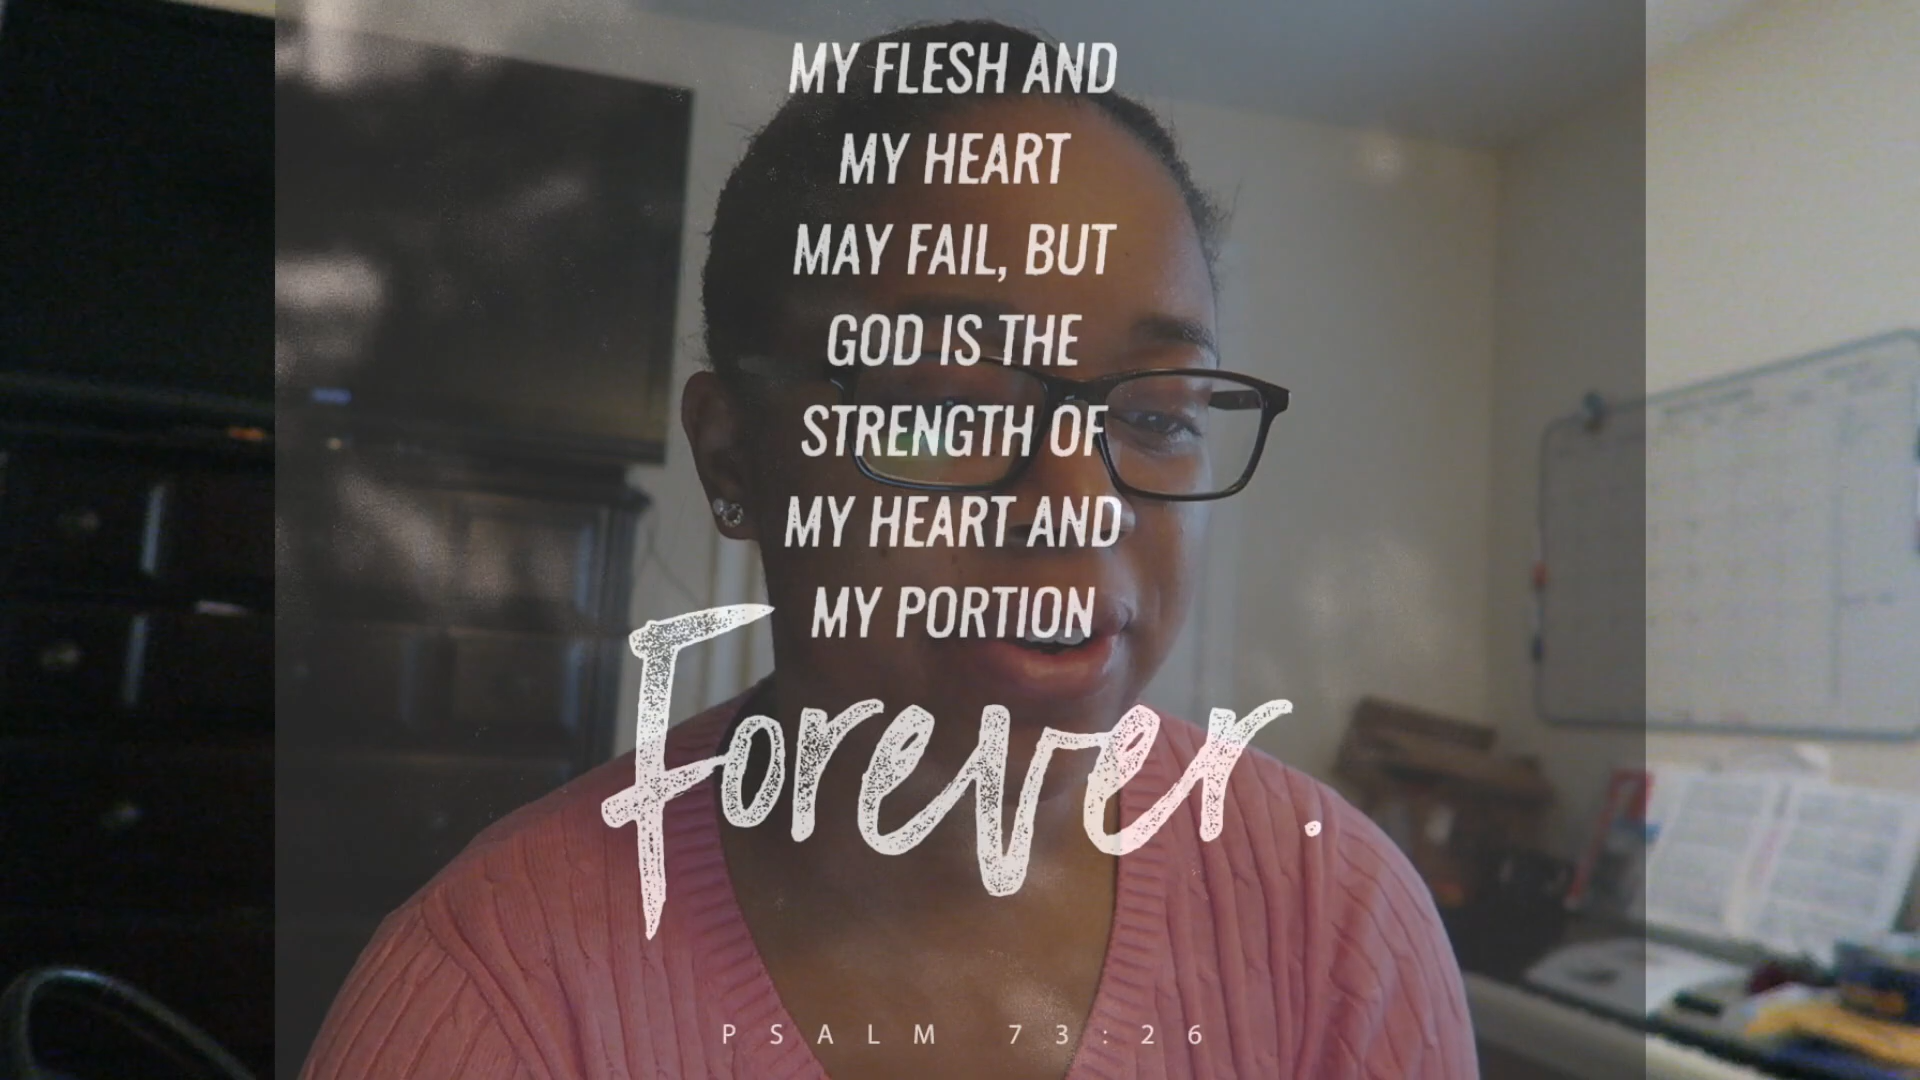 MY FLESH AND
MY HEART
MAY FAIL, BUT
GOD IS THE
STRENGTH OF
MY HEART AND
MY PORTION
Forever.
PSALM 73:26